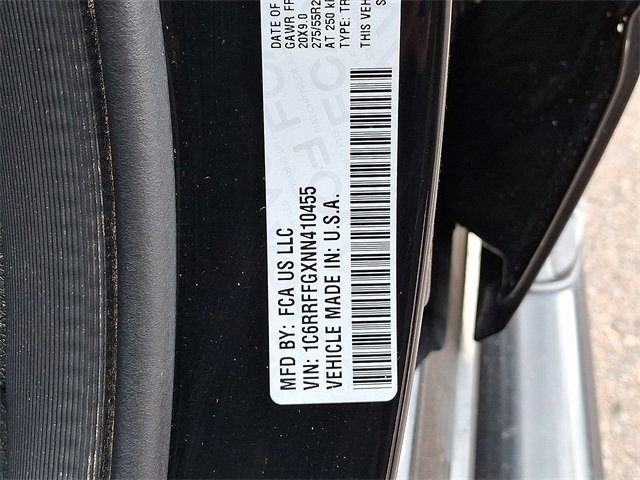 MFD BY: FCA US LLC
VIN: 1C6RRFFGXNN410455
VEHICLE MADE IN: U.S.A.
DATE OF
GAWR FR
20X9.0
275/55R2
AT 250 k
TYPE: TR
THIS VEH